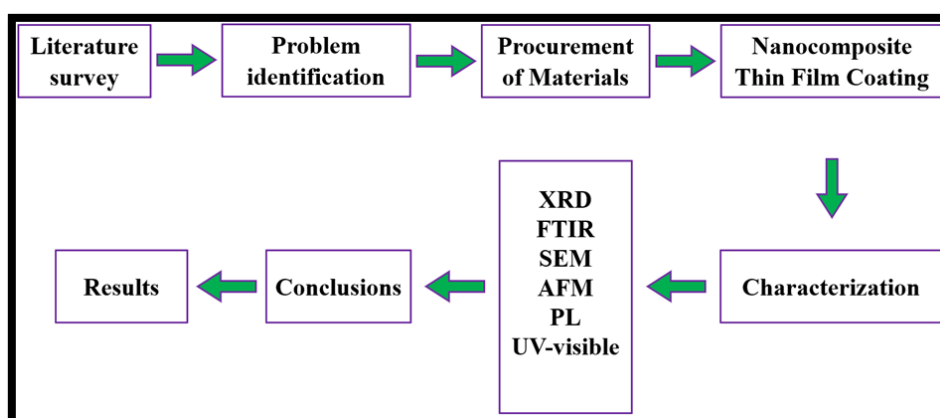 Literature
survey
Problem
identification
Procurement
of Materials
Nanocomposite
Thin Film Coating
Characterization
XRD
FTIR
SEM
AFM
PL
UV-visible
Conclusions
Results